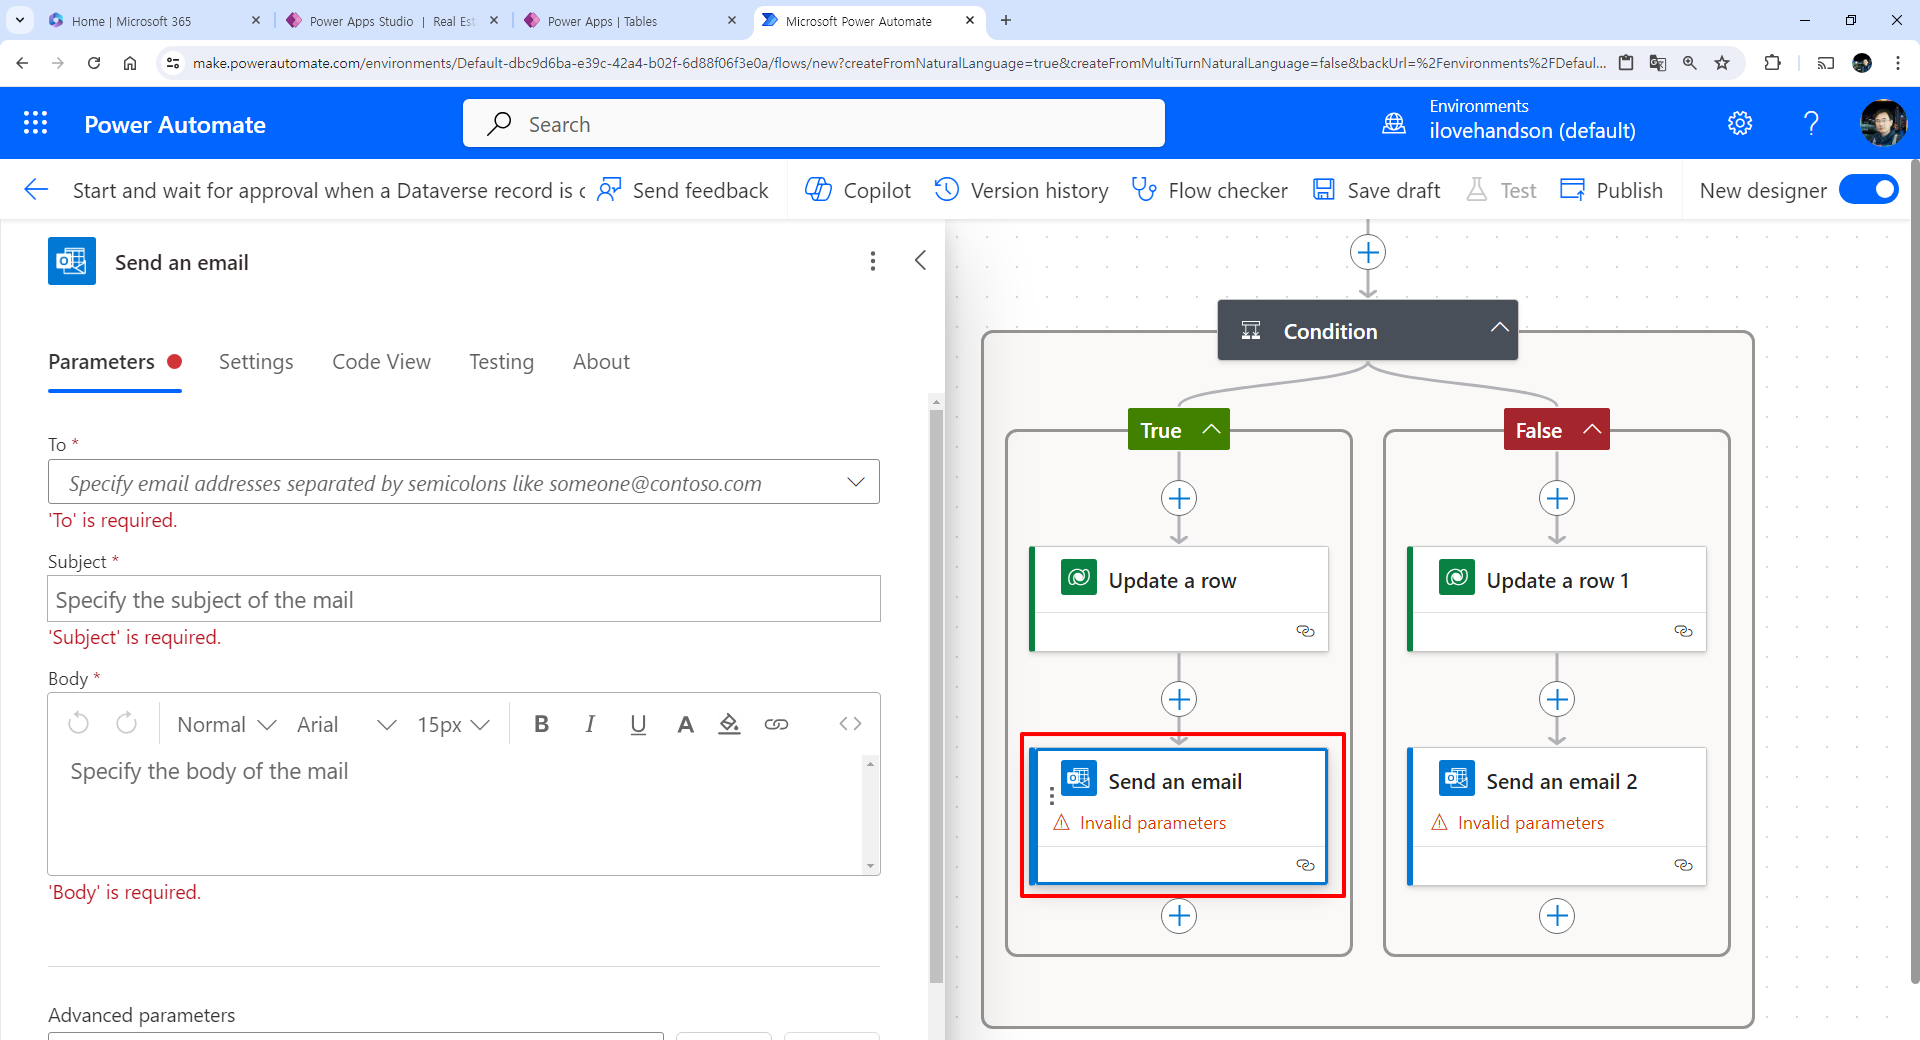 Home | Microsoft 365
Power Apps Studio | Real Est
Power Apps | Tables
Microsoft Power Automate
make.powerautomate.com/environments/Default-dbc9d6ba-e39c-42a4-b02f-6d88f06f3e0a/flows/new?createFromNaturalLanguage=true&createFromMultiTurnNaturalLanguage=false&backUrl=%2Fenvironments%2FDefaul...
Power Automate
Search
Environments
ilovehandson (default)
Start and wait for approval when a Dataverse record is c
Send feedback
Copilot
Version history
Flow checker
Save draft
Test
Publish
New designer
Send an email
Parameters
Settings
Code View
Testing
About
To *
Specify email addresses separated by semicolons like someone@contoso.com
'To' is required.
Subject *
Specify the subject of the mail
'Subject' is required.
Body *
Normal
Arial
15px
B
I
U
A
Specify the body of the mail
'Body' is required.
Advanced parameters
Condition
True
False
Update a row
Update a row 1
Send an email
Invalid parameters
Send an email 2
Invalid parameters